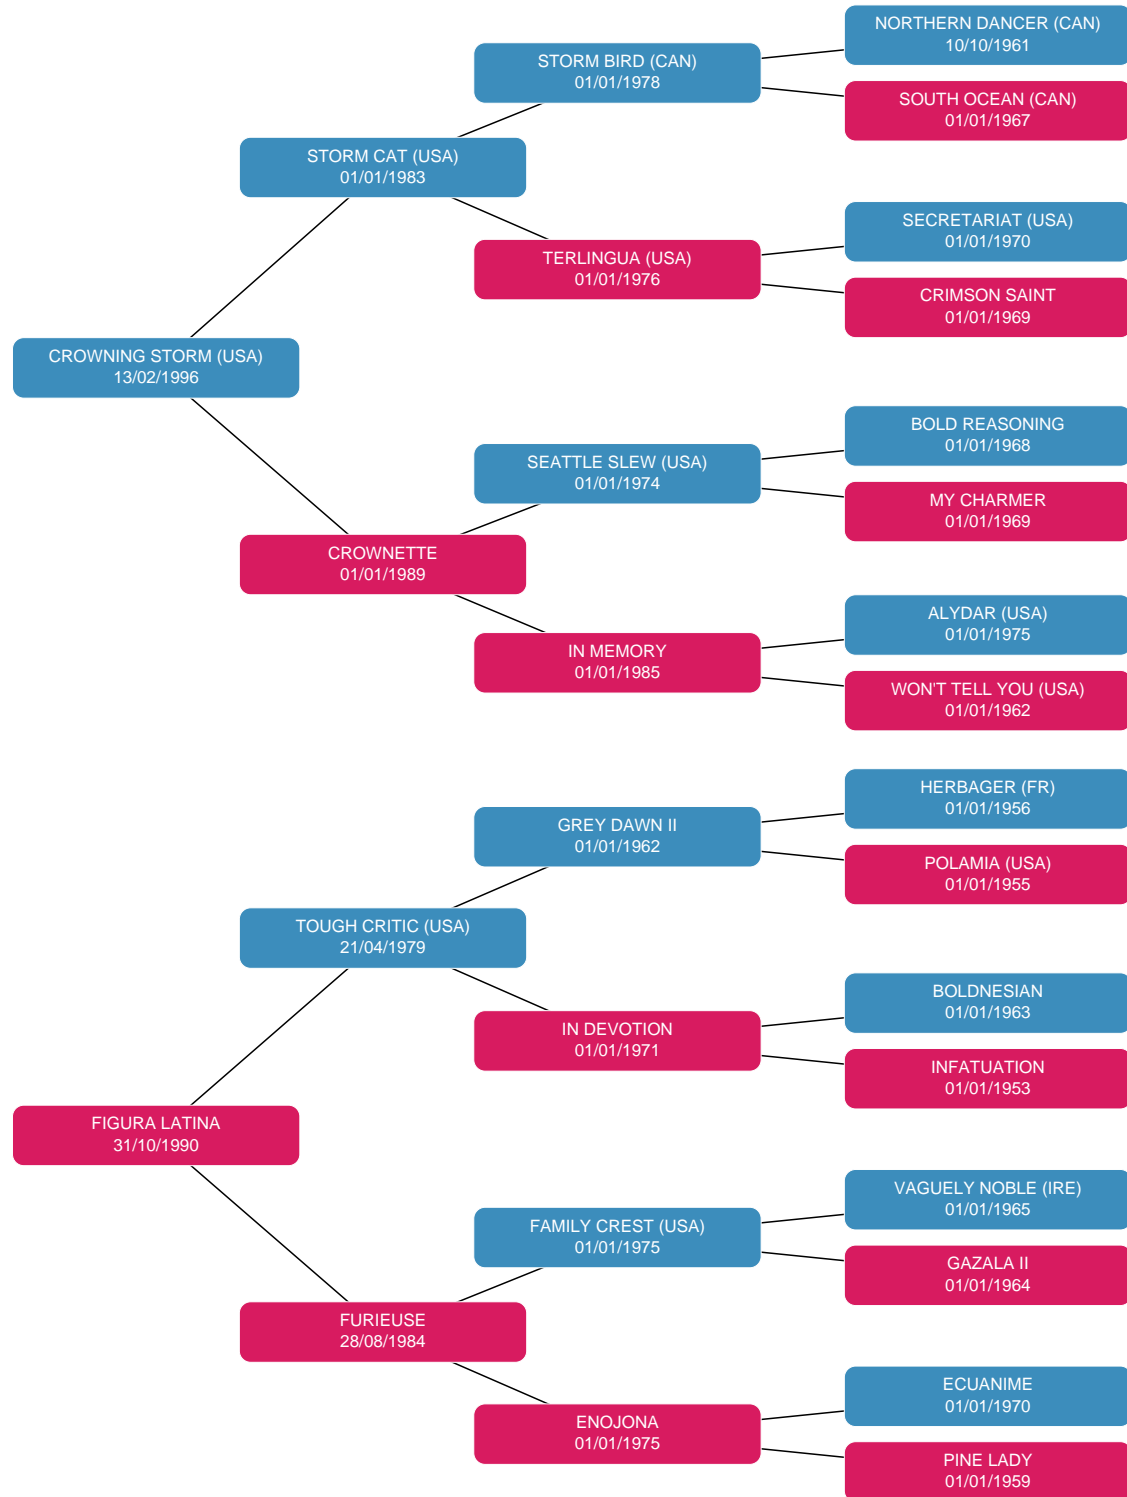 NORTHERN DANCER (CAN)
10/10/1961
STORM BIRD (CAN)
01/01/1978
SOUTH OCEAN (CAN)
01/01/1967
STORM CAT (USA)
01/01/1983
SECRETARIAT (USA)
01/01/1970
TERLINGUA (USA)
01/01/1976
CRIMSON SAINT
01/01/1969
CROWNING STORM (USA)
13/02/1996
BOLD REASONING
01/01/1968
SEATTLE SLEW (USA)
01/01/1974
MY CHARMER
01/01/1969
CROWNETTE
01/01/1989
ALYDAR (USA)
01/01/1975
IN MEMORY
01/01/1985
WON'T TELL YOU (USA)
01/01/1962
HERBAGER (FR)
01/01/1956
GREY DAWN II
01/01/1962
POLAMIA (USA)
01/01/1955
TOUGH CRITIC (USA)
21/04/1979
BOLDNESIAN
01/01/1963
IN DEVOTION
01/01/1971
INFATUATION
01/01/1953
FIGURA LATINA
31/10/1990
VAGUELY NOBLE (IRE)
01/01/1965
FAMILY CREST (USA)
01/01/1975
GAZALA II
01/01/1964
FURIEUSE
28/08/1984
ECUANIME
01/01/1970
ENOJONA
01/01/1975
PINE LADY
01/01/1959